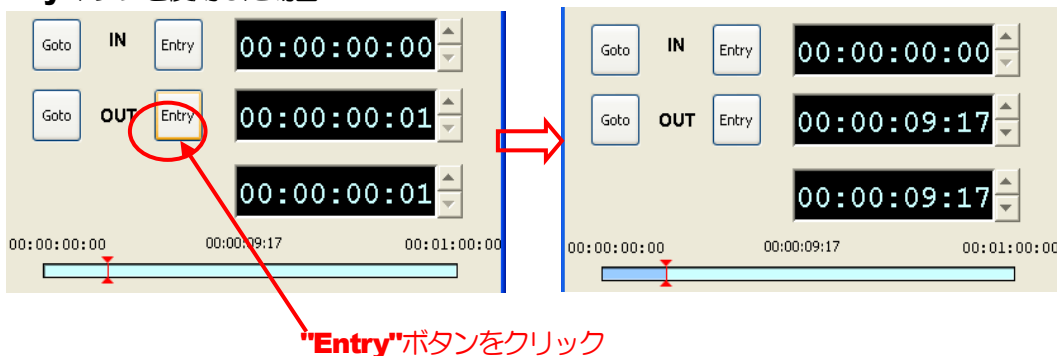 Goto IN Entry 00:00:00:00
Goto OUT Entry 00:00:00:01
00:00:00:01
00:00:00:00 00:00:09:17 00:01:00:00
Goto IN Entry 00:00:00:00
Goto OUT Entry 00:00:09:17
00:00:09:17
00:00:00:00 00:00:09:17 00:01:00:00
"Entry"ボタンをクリック